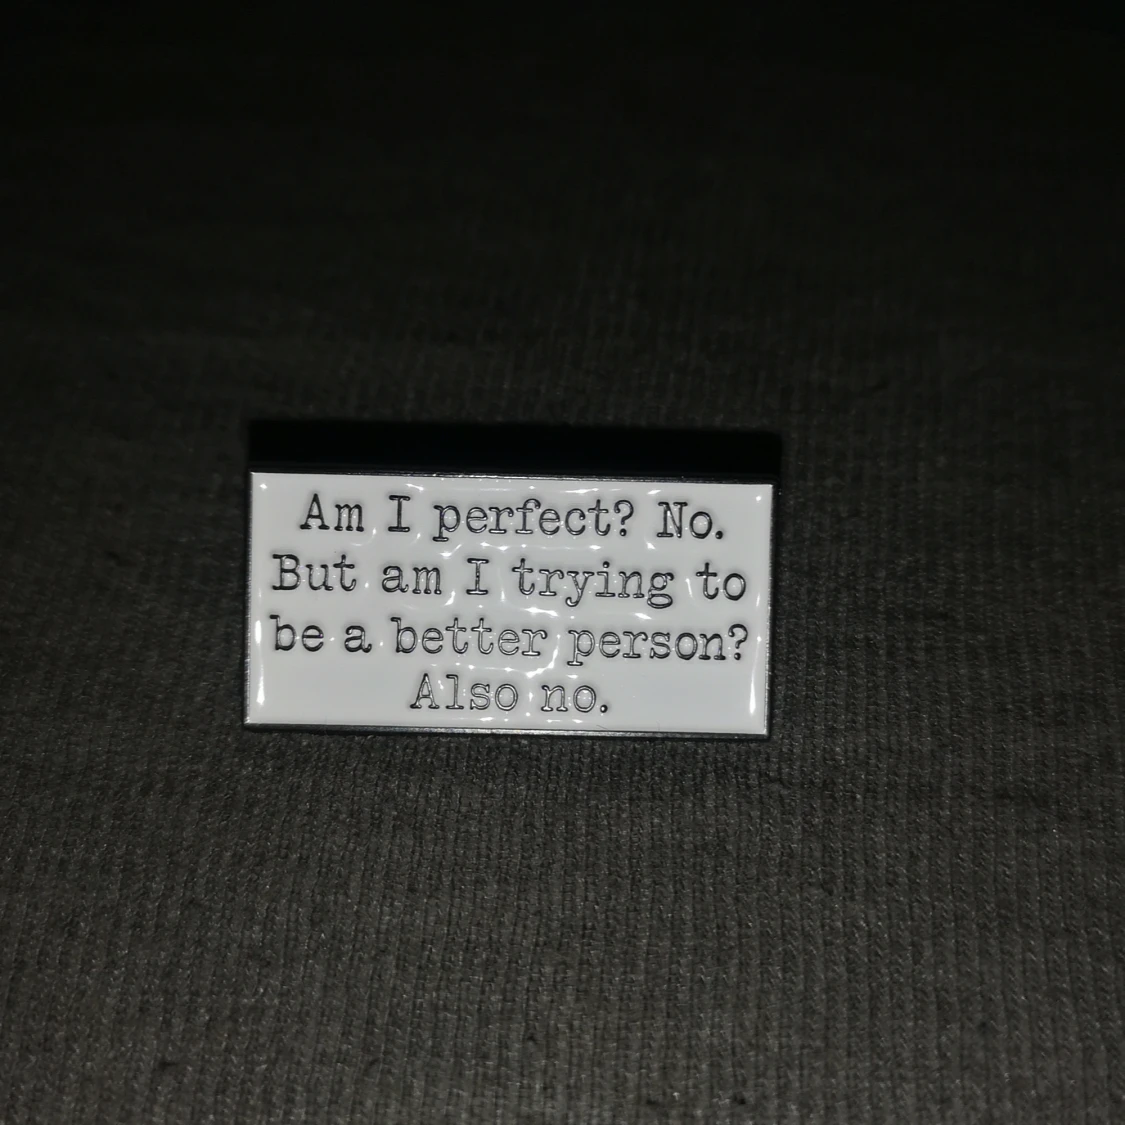 Am I perfect? No.
But am I trying to
be a better person?
Also no.